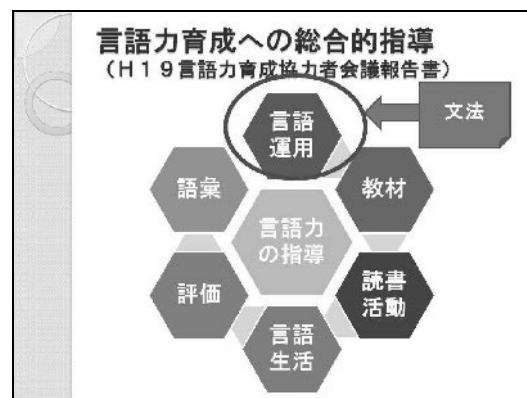 言語力育成への総合的指導
(H19言語力育成協力者会議報告書)
言語
運用
文法
語彙
教材
言語力
の指導
評価
読書
活動
言語
生活